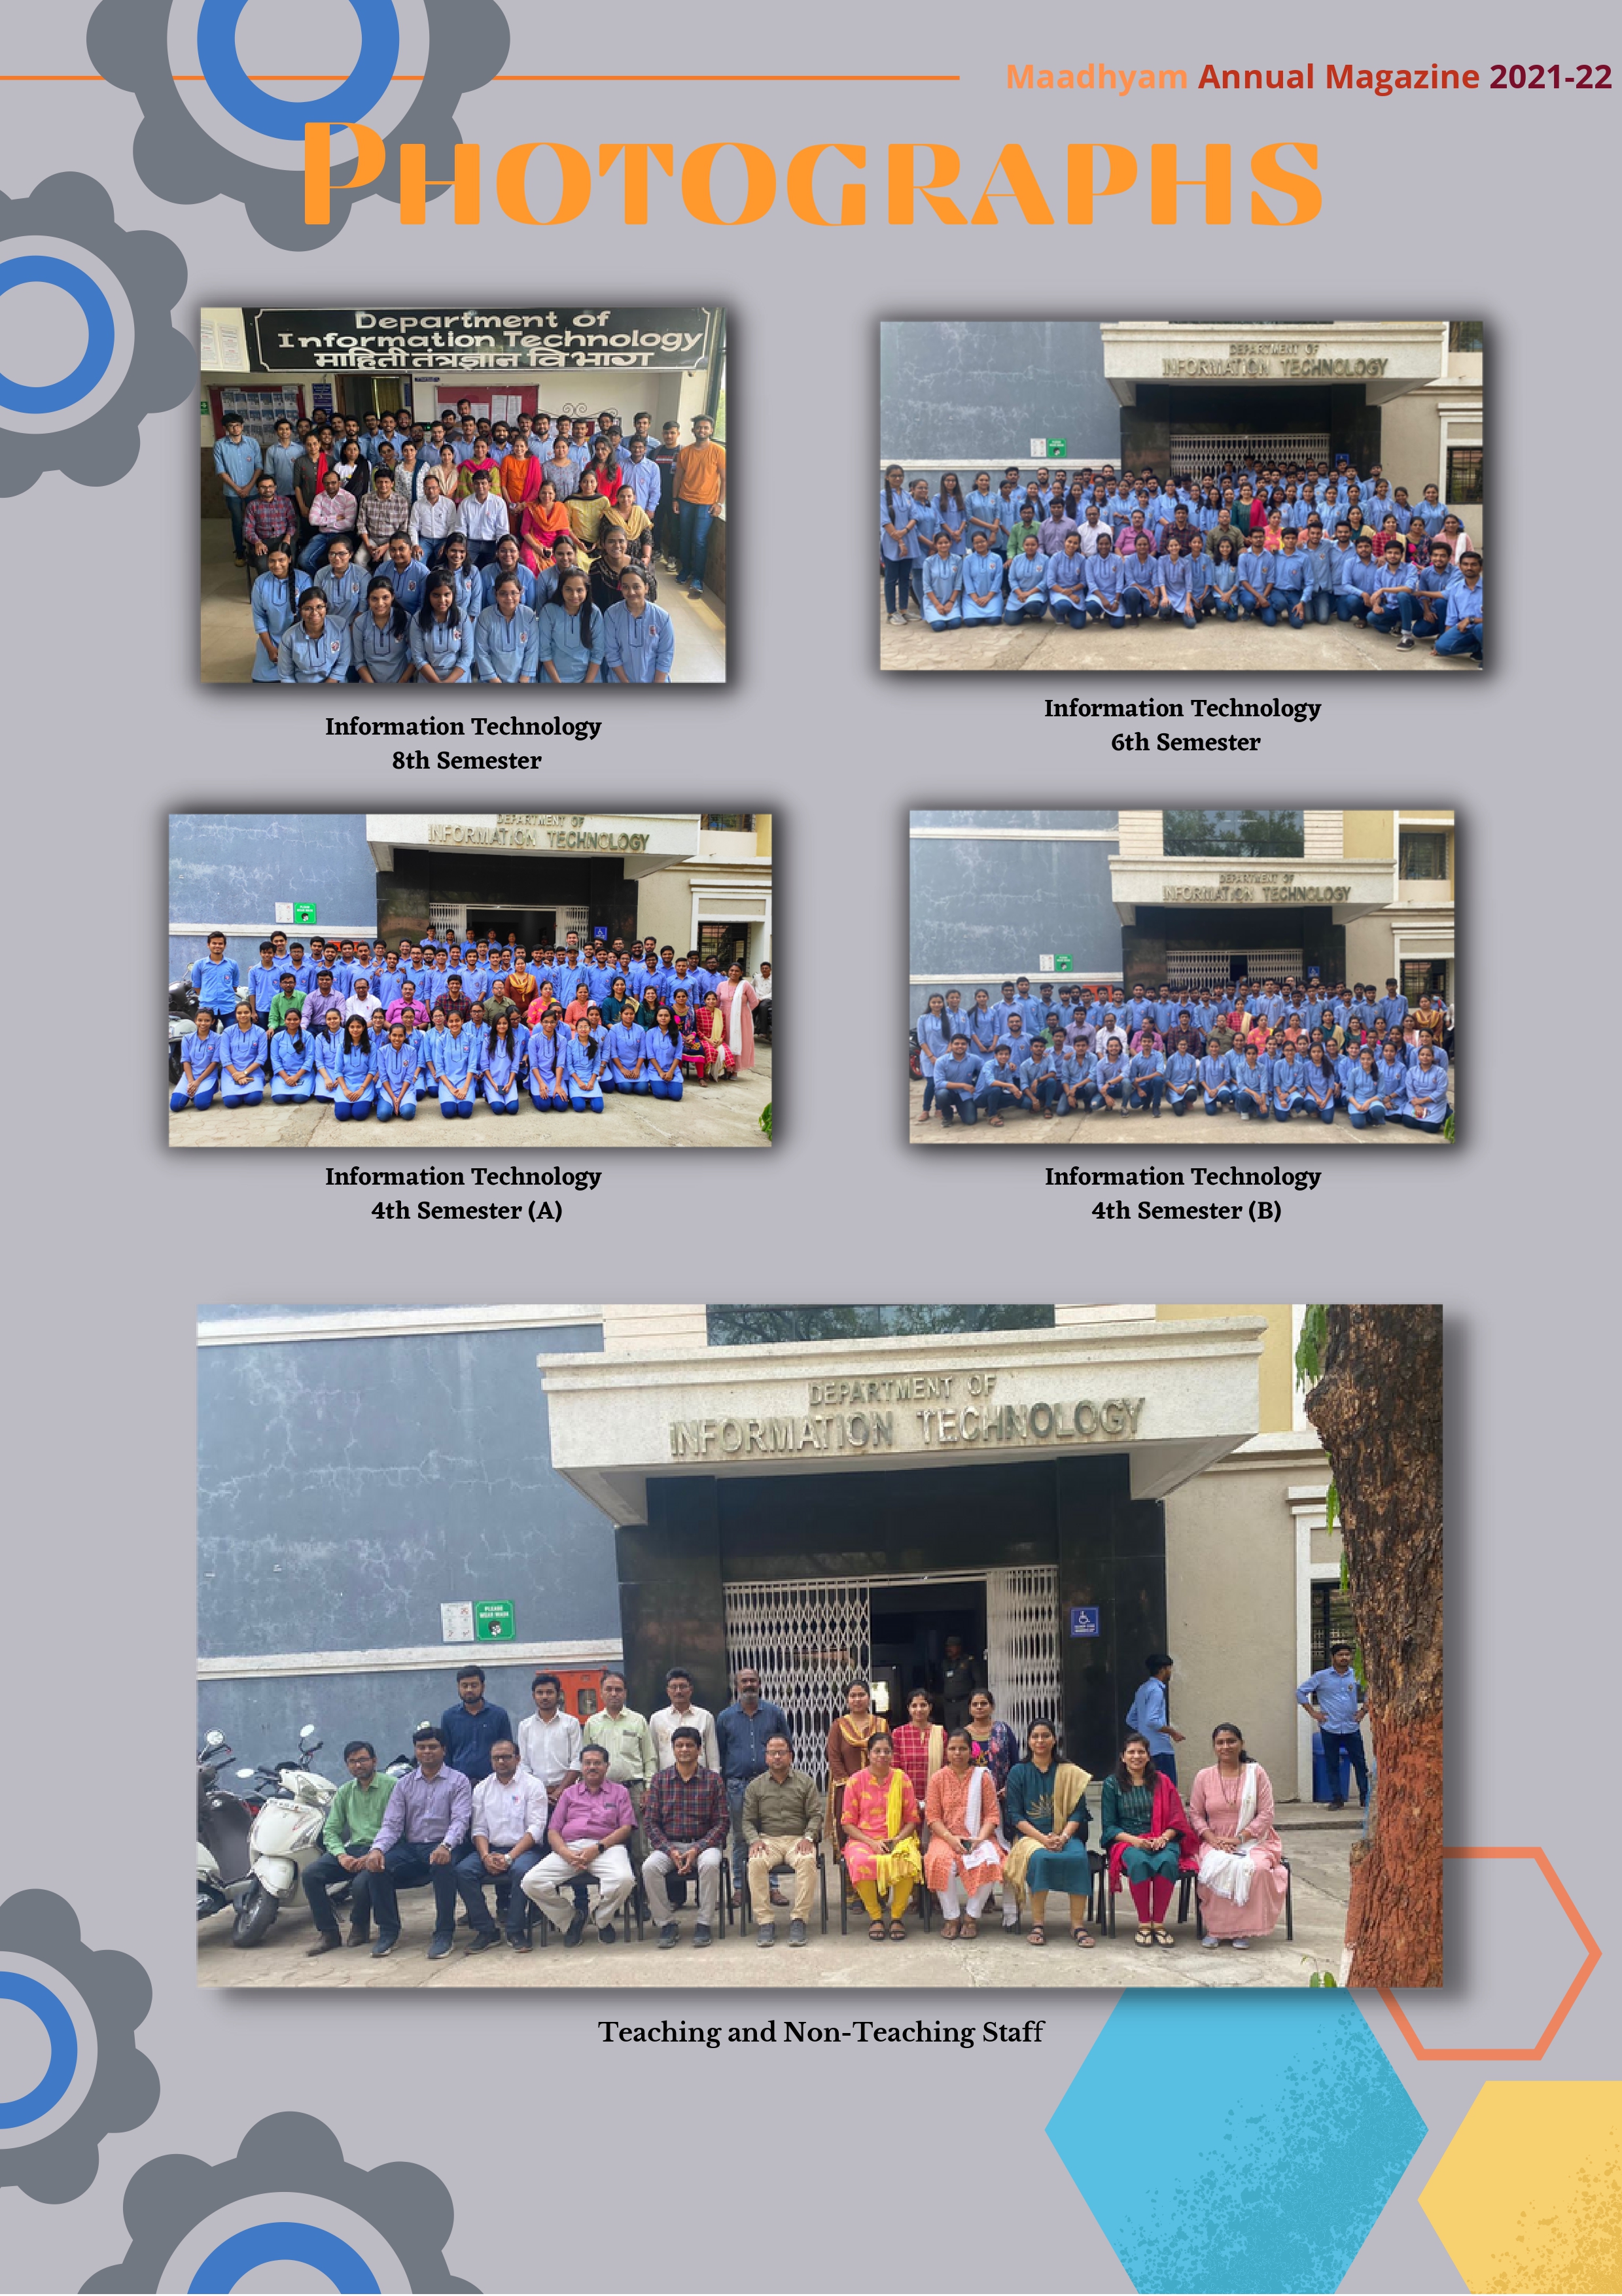 Maadhyam Annual Magazine 2021-22
PHOTOGRAPHS
Department of
Information Technology
माहिती तंत्रज्ञान विभाग
DEPARTMENT OF
INFORMATION TECHNOLOGY
Information Technology
8th Semester
Information Technology
6th Semester
DEPARTMENT OF
INFORMATION TECHNOLOGY
DEPARTMENT OF
INFORMATION TECHNOLOGY
Information Technology
4th Semester (A)
Information Technology
4th Semester (B)
DEPARTMENT OF
INFORMATION TECHNOLOGY
PLEASE
WEAR MASK
Teaching and Non-Teaching Staff